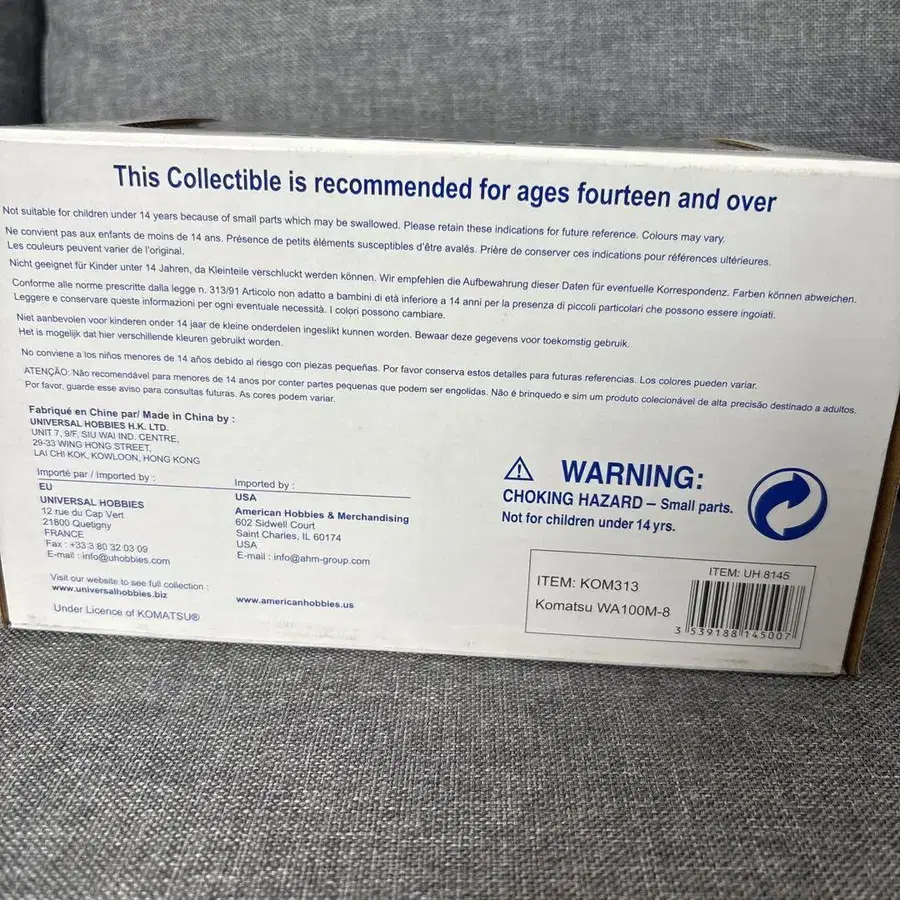 This Collectible is recommended for ages fourteen and over
Not suitable for children under 14 years because of small parts which may be swallowed. Please retain these indications for future reference. Colours may vary.
Ne convient pas aux enfants de moins de 14 ans. Présence de petits éléments susceptibles d'être avalés. Prière de conserver ces indications pour références ultérieures.
Les couleurs peuvent varier de l'original.
Nicht geeignet für Kinder unter 14 Jahren, da Kleinteile verschluckt werden können. Wir empfehlen die Aufbewahrung dieser Daten für eventuelle Korrespondenz. Farben können abweichen.
Conforme alle norme prescritte dalla legge n. 313/91 Articolo non adatto a bambini di età inferiore a 14 anni per la presenza di piccoli particolari che possono essere ingoiati.
Leggere e conservare queste informazioni per ogni eventuale necessità. I colori possono cambiare.
Niet aanbevolen voor kinderen onder 14 jaar de kleine onderdelen ingeslikt kunnen worden. Bewaar deze gegevens voor toekomstig gebruik.
Het is mogelijk dat hier verschillende kleuren gebruikt worden.
No conviene a los niños menores de 14 años debido al riesgo con piezas pequeñas. Por favor conserva estos detalles para futuras referencias. Los colores pueden variar.
ATENÇÃO: Não recomendável para menores de 14 anos por conter partes pequenas que podem ser engolidas. Não é brinquedo e sim um produto colecionável de alta precisão destinado a adultos.
Por favor, guarde esse aviso para consultas futuras. As cores podem variar.
Fabriqué en Chine par/ Made in China by :
UNIVERSAL HOBBIES H.K. LTD.
UNIT 7, 9/F, SIU WAI IND. CENTRE,
29-33 WING HONG STREET,
LAI CHI KOK, KOWLOON, HONG KONG
Importé par / Imported by :
EU
UNIVERSAL HOBBIES
12 rue du Cap Vert
21800 Quetigny
FRANCE
Fax : +33 3 80 32 03 09
E-mail : info@uhobbies.com
Imported by :
USA
American Hobbies & Merchandising
602 Sidwell Court
Saint Charles, IL 60174
USA
E-mail : info@ahm-group.com
Visit our website to see full collection :
www.universalhobbies.biz
www.americanhobbies.us
Under Licence of KOMATSU®
WARNING:
CHOKING HAZARD – Small parts.
Not for children under 14 yrs.
ITEM: KOM313
Komatsu WA100M-8
ITEM: UH 8145
3 539188 145007